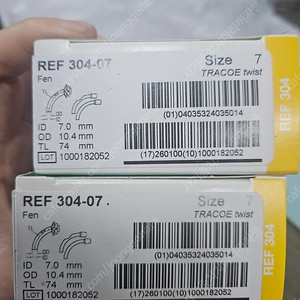 REF 304-07 Size 7
Fen TRACOE twist
ID 7.0 mm
OD 10.4 mm
TL 74 mm
(01)04035324035014
LOT 1000182052
(17)260100(10)1000182052
REF 304
REF 304-07 Size 7
Fen TRACOE twist
(01)04035324035014
ID 7.0 mm
OD 10.4 mm
TL 74 mm
LOT 1000182052
(17)260100(10)1000182052
REF 304